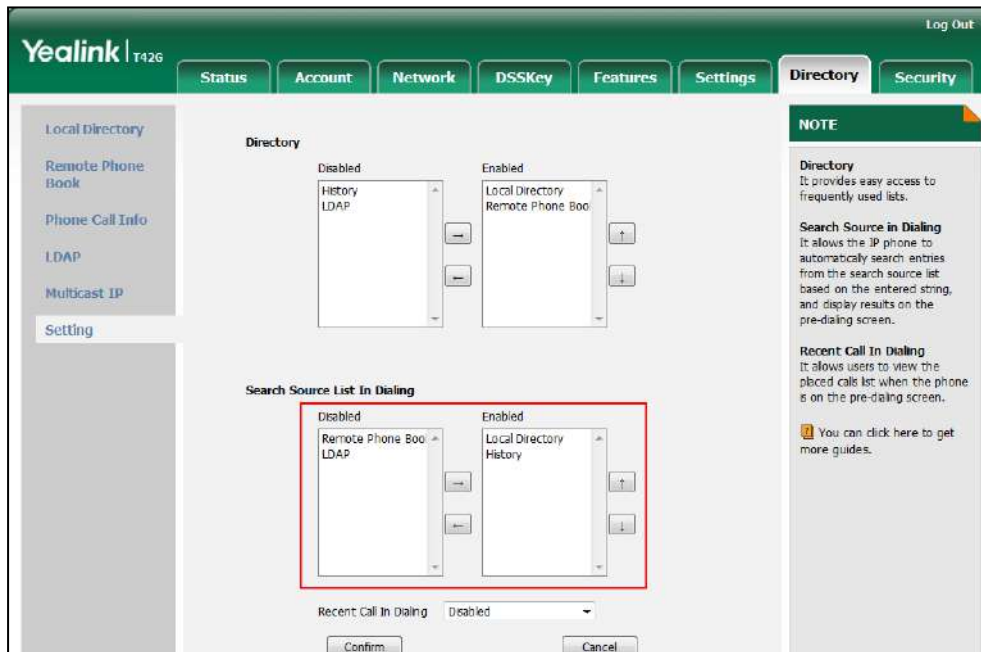 Log Out
Yealink | T42G
Status Account Network DSSKey Features Settings Directory Security
Local Directory
Remote Phone
Book
Phone Call Info
LDAP
Multicast IP
Setting
Directory
Disabled
History
LDAP
→
←
Enabled
Local Directory
Remote Phone Boo
↑
↓
Search Source List In Dialing
Disabled
Remote Phone Boo
LDAP
→
←
Enabled
Local Directory
History
↑
↓
Recent Call In Dialing Disabled
Confirm Cancel
NOTE
Directory
It provides easy access to
frequently used lists.
Search Source in Dialing
It allows the IP phone to
automaticaly search entries
from the search source list
based on the entered string,
and display results on the
pre-dialing screen.
Recent Call In Dialing
It allows users to view the
placed calls list when the phone
is on the pre-dialing screen.
You can click here to get
more guides.